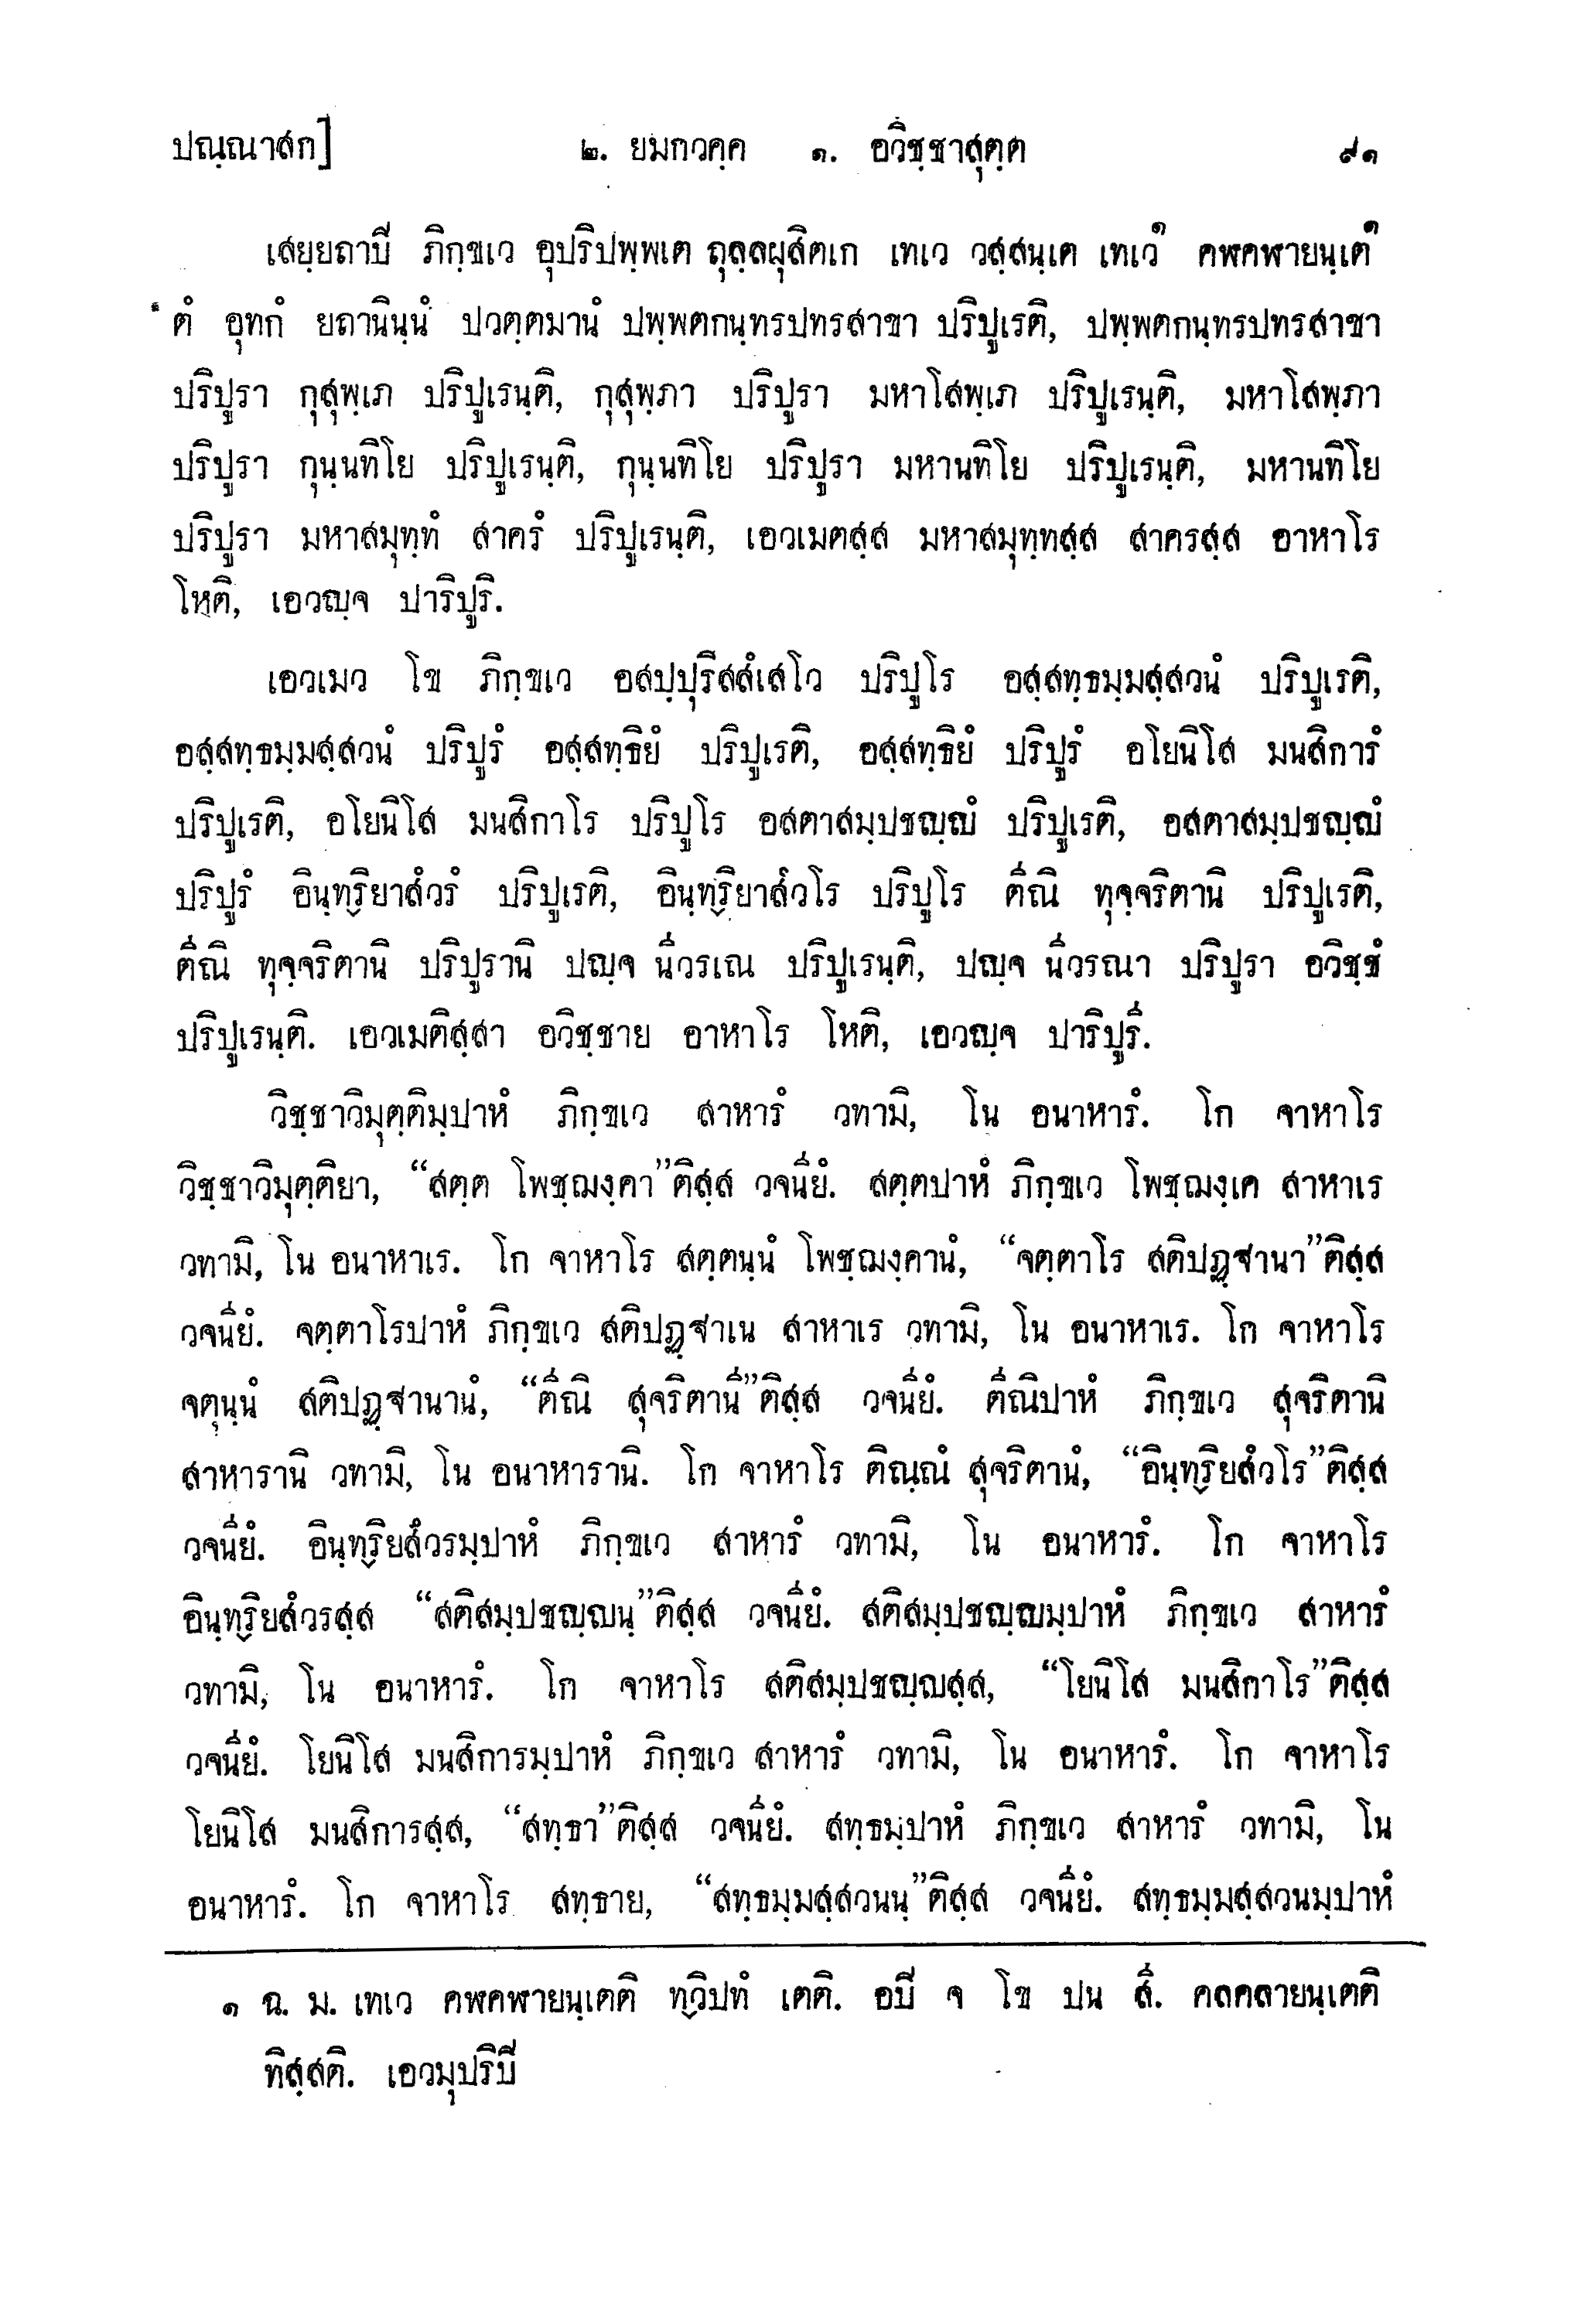 ปณฺณาสก] ๒. ยมกวคฺค ๑. อวิชฺชาสุตฺต ๙๑
เสยฺยถาปิ ภิกฺขเว อุปริปพฺพเต ถุลฺลผุสิตเก เทเว วสฺสนฺเต เทเว๑ คฬคฬายนฺเต๑
ตํ อุทกํ ยถานินฺนํ ปวตฺตมานํ ปพฺพตกนฺทรปทรสาขา ปริปูเรติ, ปพฺพตกนฺทรปทรสาขา
ปริปูรา กุสุพฺเภ ปริปูเรนฺติ, กุสุพฺภา ปริปูรา มหาโสพฺเภ ปริปูเรนฺติ, มหาโสพฺภา
ปริปูรา กุนฺนทิโย ปริปูเรนฺติ, กุนฺนทิโย ปริปูรา มหานทิโย ปริปูเรนฺติ, มหานทิโย
ปริปูรา มหาสมุทฺทํ สาครํ ปริปูเรนฺติ, เอวเมตสฺส มหาสมุทฺทสฺส สาครสฺส อาหาโร
โหติ, เอวญฺจ ปาริปูริ.
เอวเมว โข ภิกฺขเว อสปฺปุริสสํเสโว ปริปูโร อสฺสทฺธมฺมสฺสวนํ ปริปูเรติ,
อสฺสทฺธมฺมสฺสวนํ ปริปูรํ อสฺสทฺธิยํ ปริปูเรติ, อสฺสทฺธิยํ ปริปูรํ อโยนิโส มนสิการํ
ปริปูเรติ, อโยนิโส มนสิกาโร ปริปูโร อสตาสมฺปชญฺญํ ปริปูเรติ, อสตาสมฺปชญฺญํ
ปริปูรํ อินฺทฺริยาสํวรํ ปริปูเรติ, อินฺทฺริยาสํวโร ปริปูโร ตีณิ ทุจฺจริตานิ ปริปูเรติ,
ตีณิ ทุจฺจริตานิ ปริปูรานิ ปญฺจ นีวรเณ ปริปูเรนฺติ, ปญฺจ นีวรณา ปริปูรา อวิชฺชํ
ปริปูเรนฺติ. เอวเมติสฺสา อวิชฺชาย อาหาโร โหติ, เอวญฺจ ปาริปูรี.
วิชฺชาวิมุตฺติมฺปาหํ ภิกฺขเว สาหารํ วทามิ, โน อนาหารํ. โก จาหาโร
วิชฺชาวิมุตฺติยา, “สตฺต โพชฺฌงฺคา”ติสฺส วจนียํ. สตฺตปาหํ ภิกฺขเว โพชฺฌงฺเค สาหาเร
วทามิ, โน อนาหาเร. โก จาหาโร สตฺตนฺนํ โพชฺฌงฺคานํ, “จตฺตาโร สติปฏฺฐานา”ติสฺส
วจนียํ. จตฺตาโรปาหํ ภิกฺขเว สติปฏฺฐาเน สาหาเร วทามิ, โน อนาหาเร. โก จาหาโร
จตุนฺนํ สติปฏฺฐานานํ, “ตีณิ สุจริตานี”ติสฺส วจนียํ. ตีณิปาหํ ภิกฺขเว สุจริตานิ
สาหารานิ วทามิ, โน อนาหารานิ. โก จาหาโร ติณฺณํ สุจริตานํ, “อินฺทฺริยสํวโร”ติสฺส
วจนียํ. อินฺทฺริยสํวรมฺปาหํ ภิกฺขเว สาหารํ วทามิ, โน อนาหารํ. โก จาหาโร
อินฺทฺริยสํวรสฺส “สติสมฺปชญฺญนฺ”ติสฺส วจนียํ. สติสมฺปชญฺญมฺปาหํ ภิกฺขเว สาหารํ
วทามิ, โน อนาหารํ. โก จาหาโร สติสมฺปชญฺญสฺส, “โยนิโส มนสิกาโร”ติสฺส
วจนียํ. โยนิโส มนสิการมฺปาหํ ภิกฺขเว สาหารํ วทามิ, โน อนาหารํ. โก จาหาโร
โยนิโส มนสิการสฺส, “สทฺธา”ติสฺส วจนียํ. สทฺธมฺปาหํ ภิกฺขเว สาหารํ วทามิ, โน
อนาหารํ. โก จาหาโร สทฺธาย, “สทฺธมฺมสฺสวนนฺ”ติสฺส วจนียํ. สทฺธมฺมสฺสวนมฺปาหํ
๑ ฉ. ม. เทเว คฬคฬายนฺเตติ ทฺวิปทํ เตติ. อปิ จ โข ปน สี. คลคลายนฺเตติ
ทิสฺสติ. เอวมุปริปิ